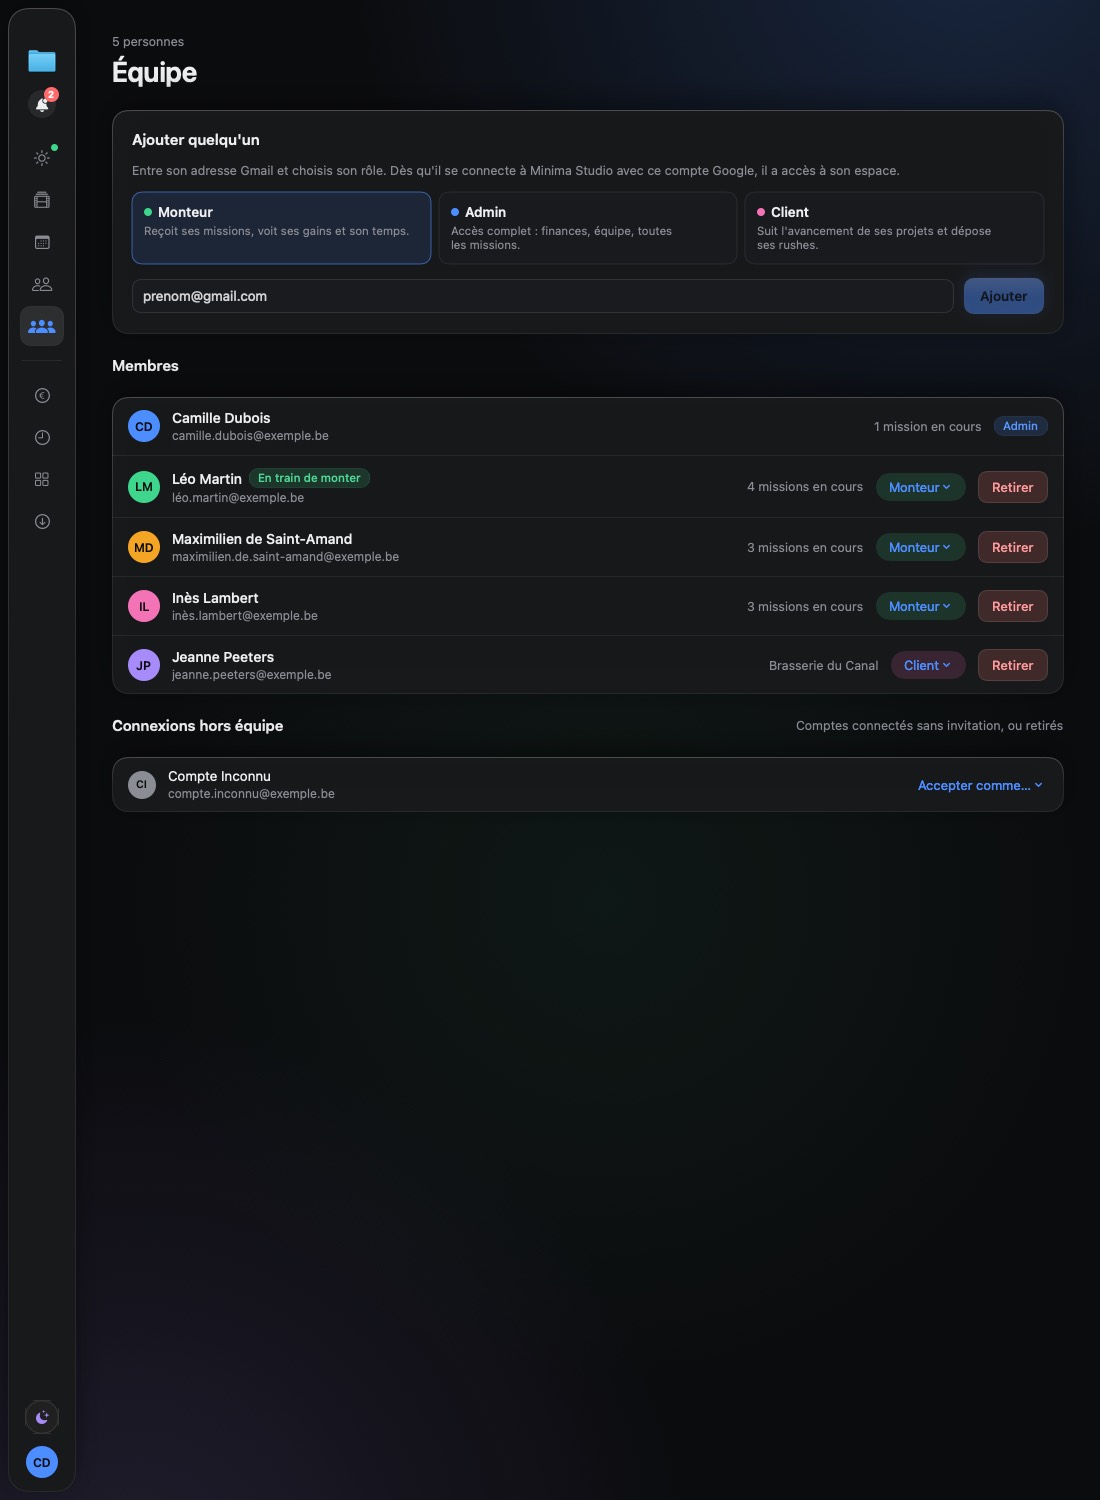 5 personnes
Équipe
2
Ajouter quelqu'un
Entre son adresse Gmail et choisis son rôle. Dès qu'il se connecte à Minima Studio avec ce compte Google, il a accès à son espace.
Monteur
Reçoit ses missions, voit ses gains et son temps.
Admin
Accès complet : finances, équipe, toutes
les missions.
Client
Suit l'avancement de ses projets et dépose
ses rushes.
prenom@gmail.com
Ajouter
Membres
CD
Camille Dubois
camille.dubois@exemple.be
1 mission en cours
Admin
LM
Léo Martin
En train de monter
léo.martin@exemple.be
4 missions en cours
Monteur
Retirer
MD
Maximilien de Saint-Amand
maximilien.de.saint-amand@exemple.be
3 missions en cours
Monteur
Retirer
IL
Inès Lambert
inès.lambert@exemple.be
3 missions en cours
Monteur
Retirer
JP
Jeanne Peeters
jeanne.peeters@exemple.be
Brasserie du Canal
Client
Retirer
Connexions hors équipe
Comptes connectés sans invitation, ou retirés
CI
Compte Inconnu
compte.inconnu@exemple.be
Accepter comme...
CD